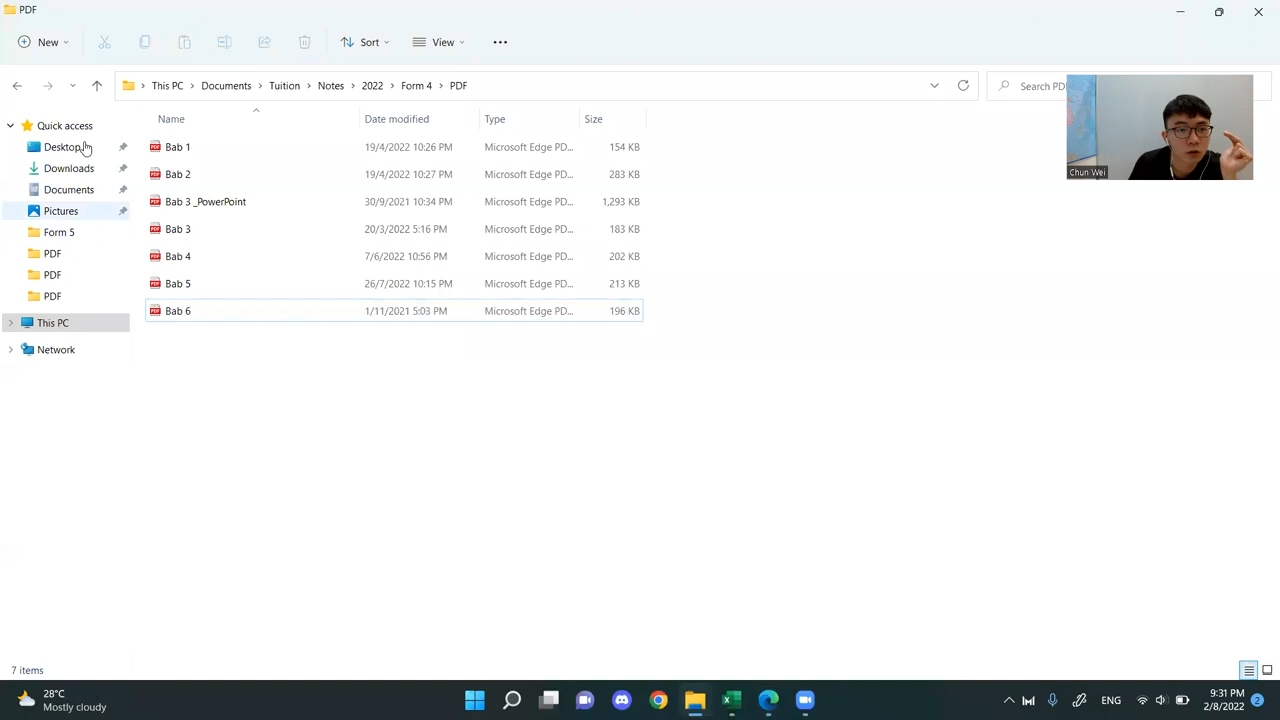 PDF
New Sort View
This PC Documents Tuition Notes 2022 Form 4 PDF
Search PD
Chun Wei
Quick access
Desktop
Downloads
Documents
Pictures
Form 5
PDF
PDF
PDF
This PC
Network
Name Date modified Type Size
PDF Bab 1 19/4/2022 10:26 PM Microsoft Edge PD... 154 KB
PDF Bab 2 19/4/2022 10:27 PM Microsoft Edge PD... 283 KB
PDF Bab 3 _PowerPoint 30/9/2021 10:34 PM Microsoft Edge PD... 1,293 KB
PDF Bab 3 20/3/2022 5:16 PM Microsoft Edge PD... 183 KB
PDF Bab 4 7/6/2022 10:56 PM Microsoft Edge PD... 202 KB
PDF Bab 5 26/7/2022 10:15 PM Microsoft Edge PD... 213 KB
PDF Bab 6 1/11/2021 5:03 PM Microsoft Edge PD... 196 KB
7 items
28°C
Mostly cloudy
ENG
9:31 PM
2/8/2022
2